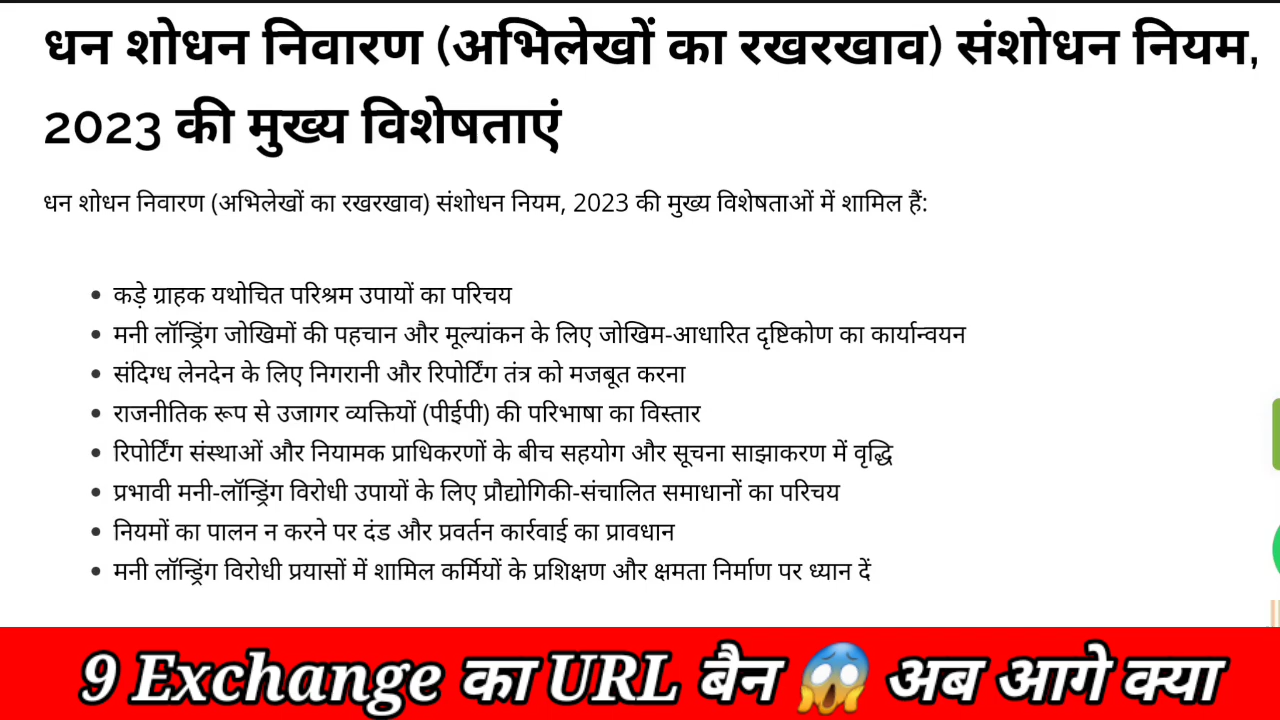 धन शोधन निवारण (अभिलेखों का रखरखाव) संशोधन नियम,
2023 की मुख्य विशेषताएं
धन शोधन निवारण (अभिलेखों का रखरखाव) संशोधन नियम, 2023 की मुख्य विशेषताओं में शामिल हैं:
• कड़े ग्राहक यथोचित परिश्रम उपायों का परिचय
• मनी लॉन्ड्रिंग जोखिमों की पहचान और मूल्यांकन के लिए जोखिम-आधारित दृष्टिकोण का कार्यान्वयन
• संदिग्ध लेनदेन के लिए निगरानी और रिपोर्टिंग तंत्र को मजबूत करना
• राजनीतिक रूप से उजागर व्यक्तियों (पीईपी) की परिभाषा का विस्तार
• रिपोर्टिंग संस्थाओं और नियामक प्राधिकरणों के बीच सहयोग और सूचना साझाकरण में वृद्धि
• प्रभावी मनी-लॉन्ड्रिंग विरोधी उपायों के लिए प्रौद्योगिकी-संचालित समाधानों का परिचय
• नियमों का पालन न करने पर दंड और प्रवर्तन कार्रवाई का प्रावधान
• मनी लॉन्ड्रिंग विरोधी प्रयासों में शामिल कर्मियों के प्रशिक्षण और क्षमता निर्माण पर ध्यान दें
9 Exchange का URL बैन 😱 अब आगे क्या